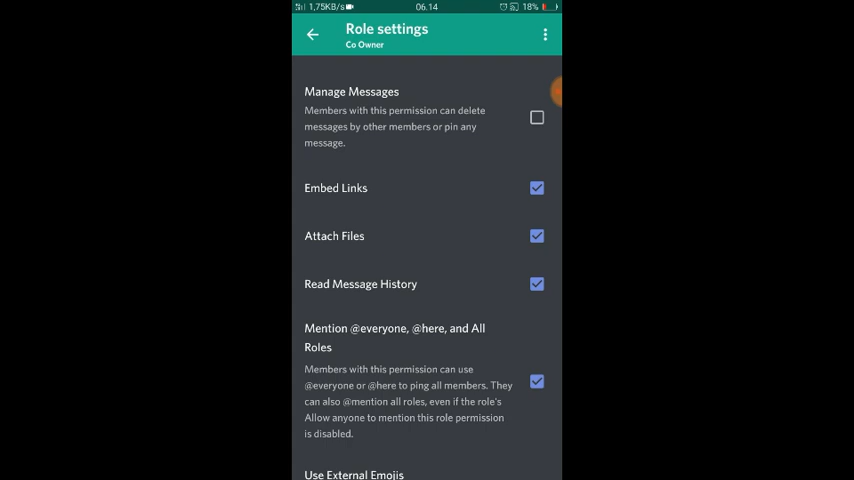 1,75KB/s
06.14
18%
Role settings
Co Owner
Manage Messages
Members with this permission can delete
messages by other members or pin any
message.
Embed Links
Attach Files
Read Message History
Mention @everyone, @here, and All
Roles
Members with this permission can use
@everyone or @here to ping all members. They
can also @mention all roles, even if the role's
Allow anyone to mention this role permission
is disabled.
Use External Emojis